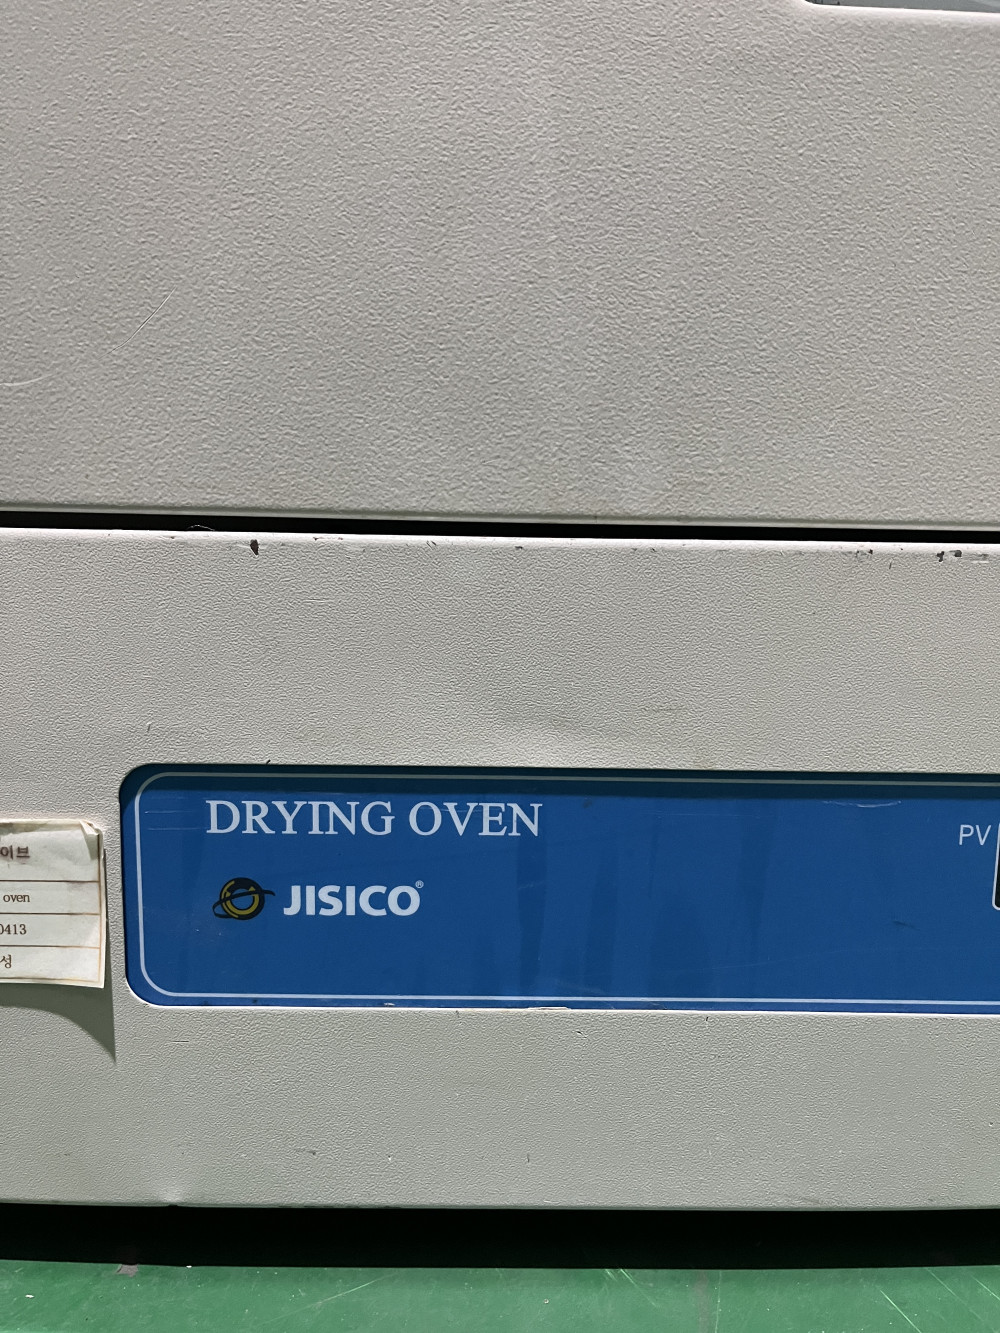 DRYING OVEN
PV
JISICO®
이브
oven
0413
성